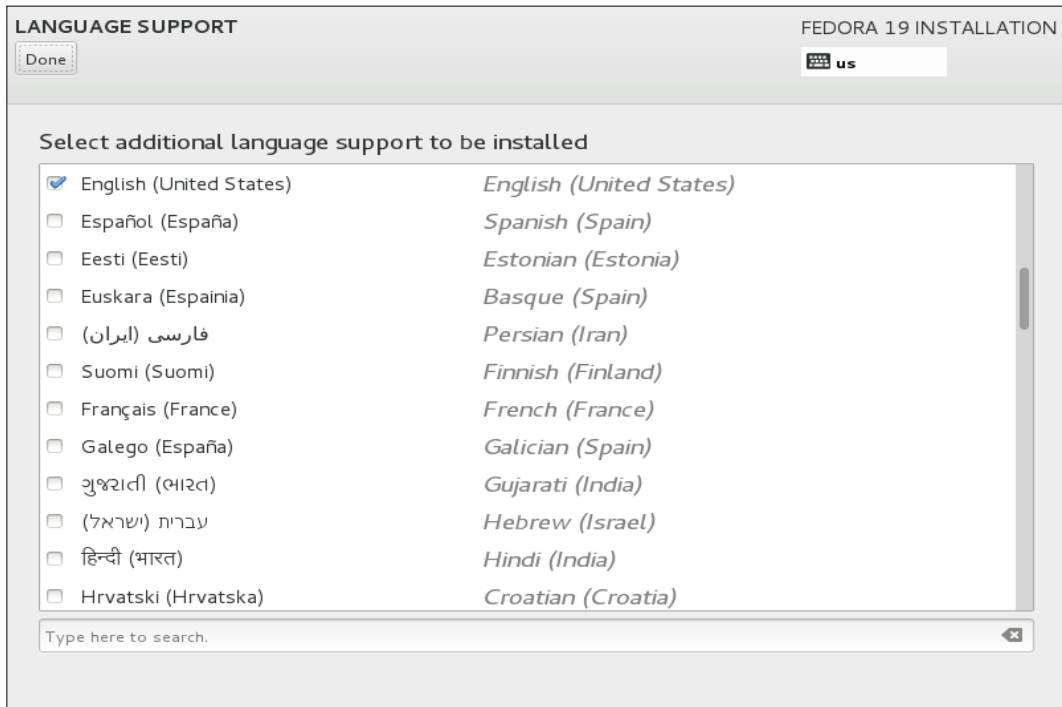 LANGUAGE SUPPORT
FEDORA 19 INSTALLATION
Done
us
Select additional language support to be installed
English (United States) English (United States)
Español (España) Spanish (Spain)
Eesti (Eesti) Estonian (Estonia)
Euskara (Espainia) Basque (Spain)
فارسی (ایران) Persian (Iran)
Suomi (Suomi) Finnish (Finland)
Français (France) French (France)
Galego (España) Galician (Spain)
ગુજરાતી (ભારત) Gujarati (India)
עברית (ישראל) Hebrew (Israel)
हिन्दी (भारत) Hindi (India)
Hrvatski (Hrvatska) Croatian (Croatia)
Type here to search.